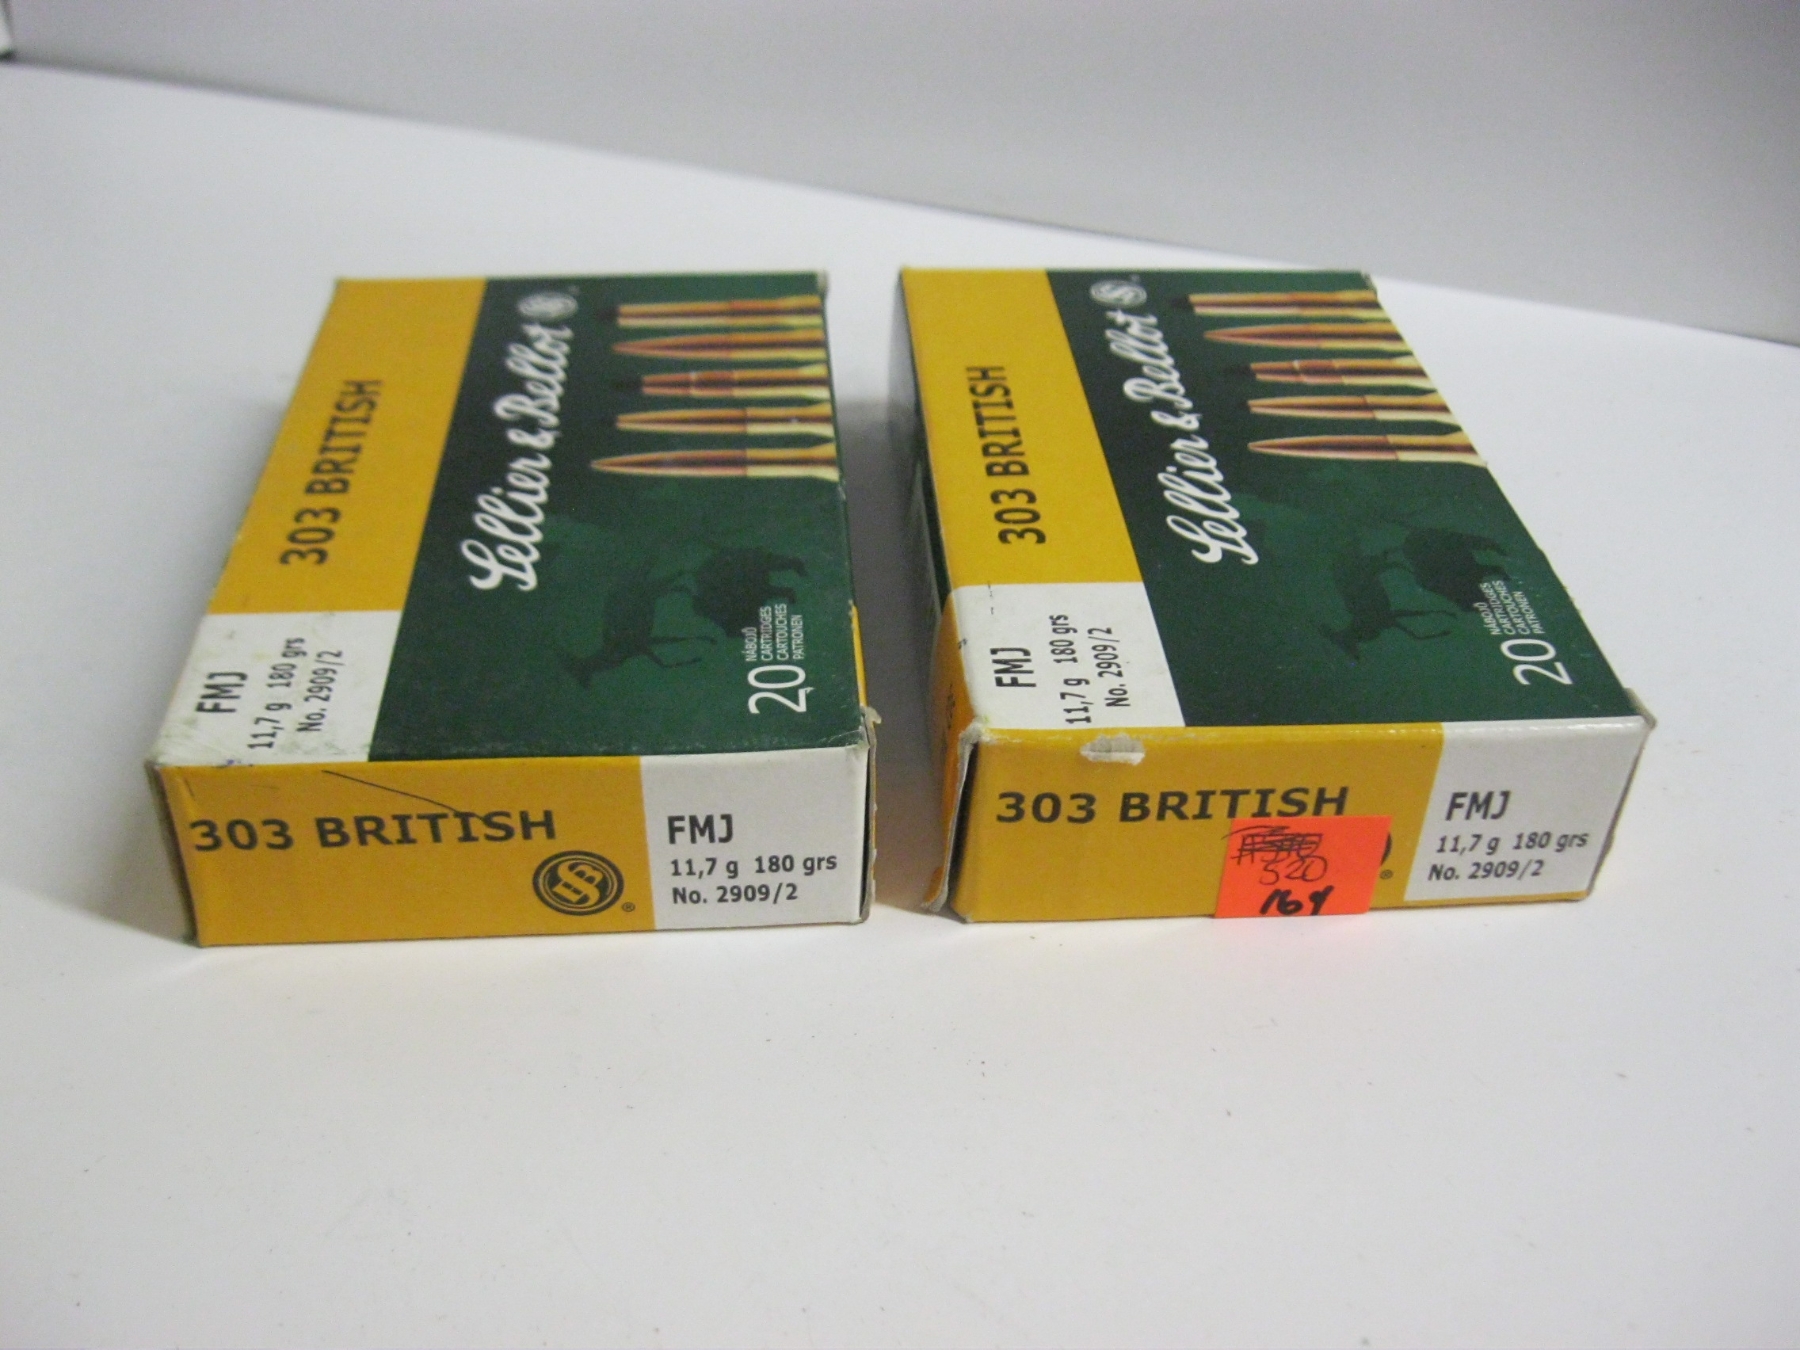 303 BRITISH
FMJ
11,7 g 180 grs
No. 2909/2
Sellier & Bellot
20
NÁBOJŮ
CARTRIDGES
CARTOUCHES
PATRONEN
303 BRITISH
FMJ
11,7 g 180 grs
No. 2909/2
®
303 BRITISH
FMJ
11,7 g 180 grs
No. 2909/2
Sellier & Bellot
20
NÁBOJŮ
CARTRIDGES
CARTOUCHES
PATRONEN
303 BRITISH
FMJ
11,7 g 180 grs
No. 2909/2
®
520
164